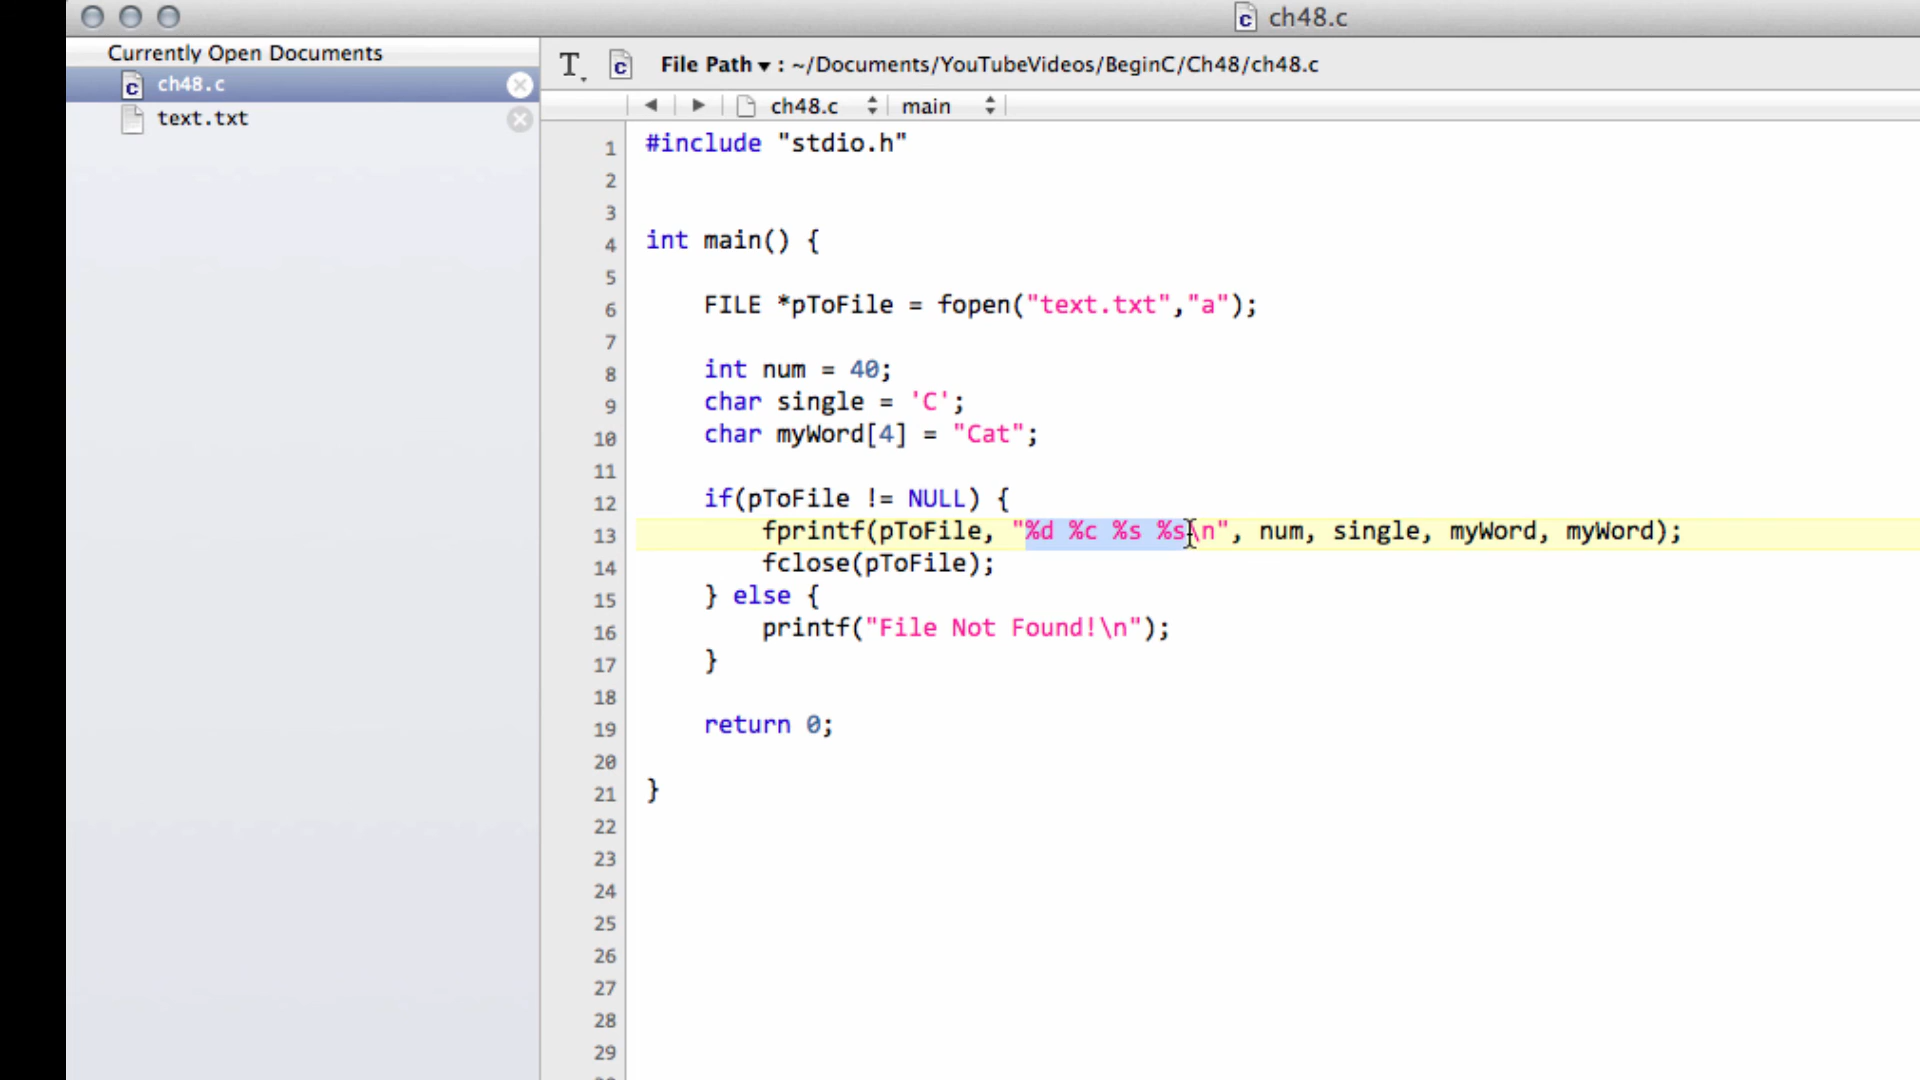 ch48.c
Currently Open Documents
ch48.c
text.txt
T
File Path ▾ : ~/Documents/YouTubeVideos/BeginC/Ch48/ch48.c
ch48.c main
1 #include "stdio.h"
2
3
4 int main() {
5
6 FILE *pToFile = fopen("text.txt","a");
7
8 int num = 40;
9 char single = 'C';
10 char myWord[4] = "Cat";
11
12 if(pToFile != NULL) {
13 fprintf(pToFile, "%d %c %s %s\n", num, single, myWord, myWord);
14 fclose(pToFile);
15 } else {
16 printf("File Not Found!\n");
17 }
18
19 return 0;
20
21 }
22
23
24
25
26
27
28
29